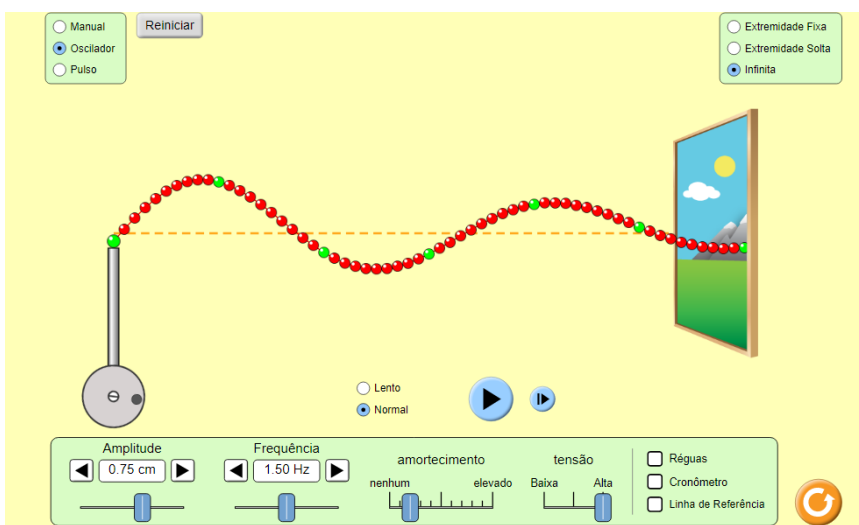 Manual
Oscilador
Pulso
Reiniciar
Extremidade Fixa
Extremidade Solta
Infinita
Lento
Normal
Amplitude
0.75 cm
Frequência
1.50 Hz
amortecimento
nenhum elevado
tensão
Baixa Alta
Réguas
Cronômetro
Linha de Referência